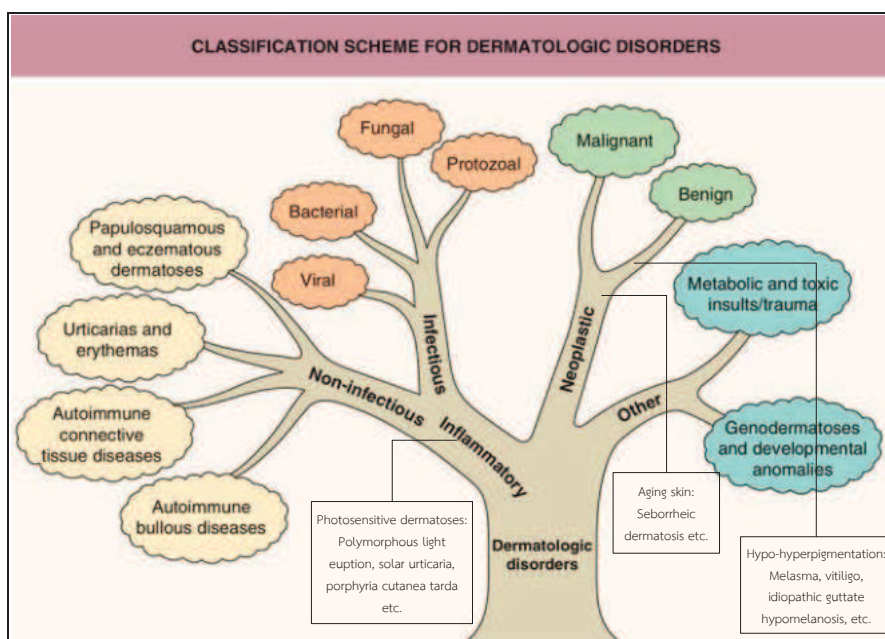 CLASSIFICATION SCHEME FOR DERMATOLOGIC DISORDERS
Fungal
Protozoal
Bacterial
Viral
Malignant
Benign
Papulosquamous
and eczematous
dermatoses
Urticarias and
erythemas
Autoimmune
connective
tissue diseases
Autoimmune
bullous diseases
Metabolic and toxic
insults/trauma
Genodermatoses
and developmental
anomalies
Infectious
Non-infectious
Inflammatory
Neoplastic
Other
Dermatologic
disorders
Photosensitive dermatoses:
Polymorphous light
euption, solar urticaria,
porphyria cutanea tarda
etc.
Aging skin:
Seborrheic
dermatosis etc.
Hypo-hyperpigmentation:
Melasma, vitiligo,
idiopathic guttate
hypomelanosis, etc.